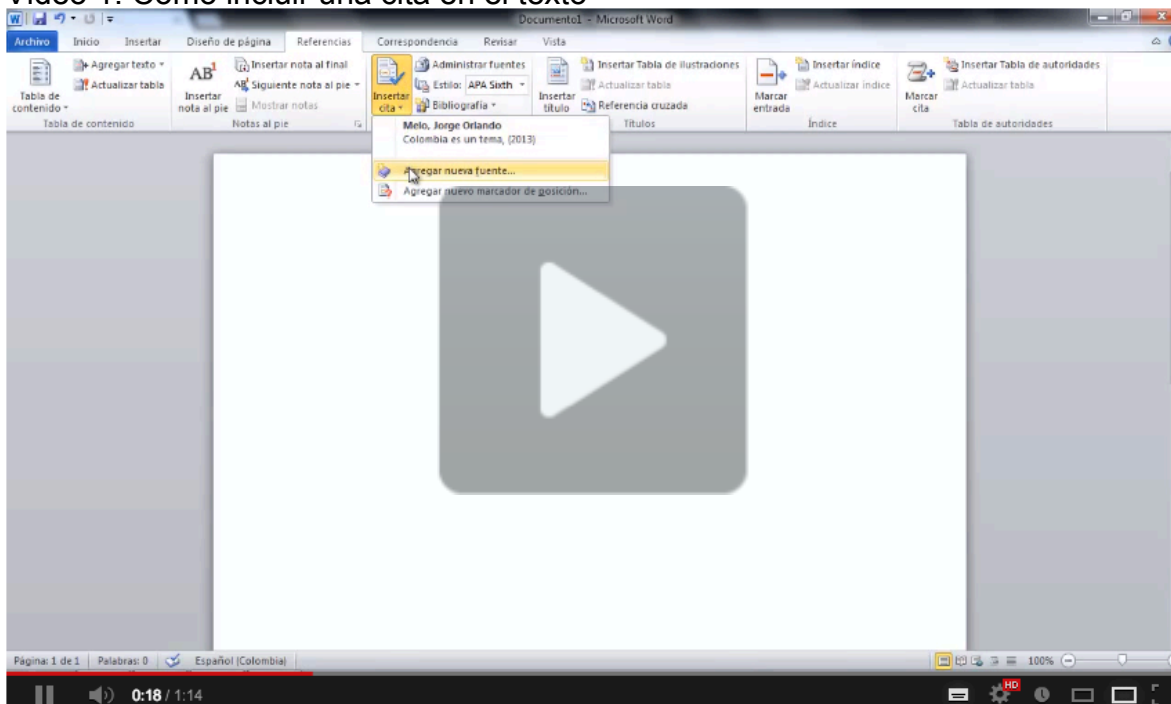 Video 1. Cómo incluir una cita en el texto
Documento1 - Microsoft Word
Archivo Inicio Insertar Diseño de página Referencias Correspondencia Revisar Vista
Tabla de contenido
Agregar texto
Actualizar tabla
Tabla de contenido
AB1
Insertar nota al pie
Insertar nota al final
Siguiente nota al pie
Mostrar notas
Notas al pie
Insertar cita
Administrar fuentes
Estilo: APA Sixth
Bibliografía
Insertar título
Insertar Tabla de ilustraciones
Actualizar tabla
Referencia cruzada
Títulos
Marcar entrada
Insertar índice
Actualizar índice
Índice
Marcar cita
Insertar Tabla de autoridades
Actualizar tabla
Tabla de autoridades
Melo, Jorge Orlando
Colombia es un tema, (2013)
Agregar nueva fuente...
Agregar nuevo marcador de posición...
Página: 1 de 1 Palabras: 0 Español (Colombia) 100%
0:18 / 1:14 HD